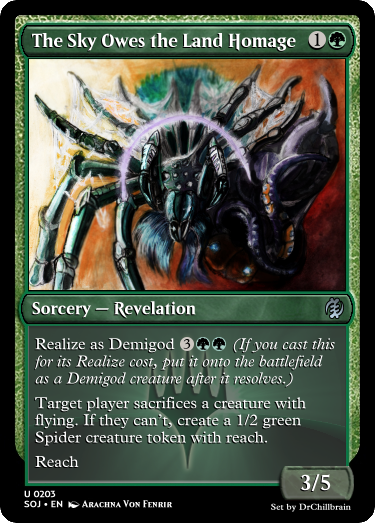 The Sky Owes the Land Homage 1
Sorcery — Revelation
Realize as Demigod 3 (If you cast this
for its Realize cost, put it onto the battlefield
as a Demigod creature after it resolves.)
Target player sacrifices a creature with
flying. If they can't, create a 1/2 green
Spider creature token with reach.
Reach
3/5
U 0203
SOJ • EN Arachna Von Fenrir
Set by DrChillbrain